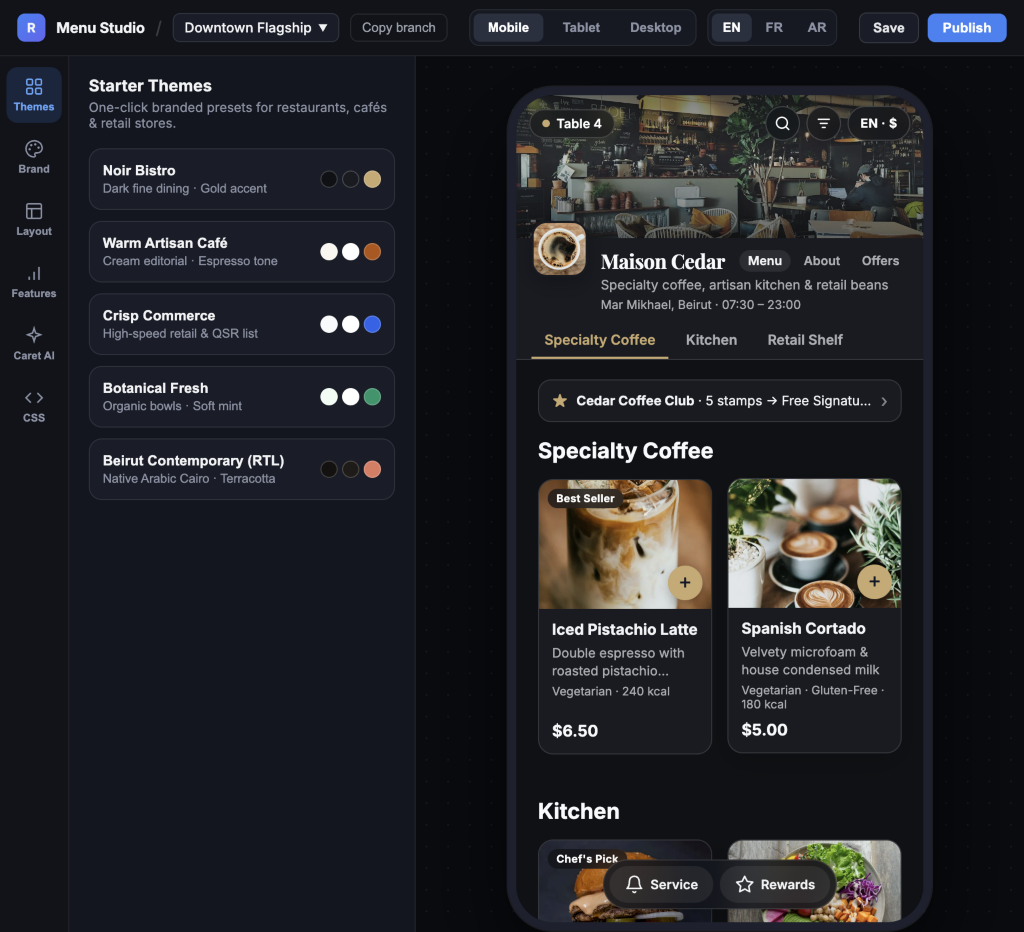 R Menu Studio / Downtown Flagship ▼ Copy branch Mobile Tablet Desktop EN FR AR Save Publish
Themes
Brand
Layout
Features
Caret AI
CSS
Starter Themes
One-click branded presets for restaurants, cafés
& retail stores.
Noir Bistro
Dark fine dining · Gold accent
Warm Artisan Café
Cream editorial · Espresso tone
Crisp Commerce
High-speed retail & QSR list
Botanical Fresh
Organic bowls · Soft mint
Beirut Contemporary (RTL)
Native Arabic Cairo · Terracotta
Table 4 EN · $
Maison Cedar Menu About Offers
Specialty coffee, artisan kitchen & retail beans
Mar Mikhael, Beirut · 07:30 – 23:00
Specialty Coffee Kitchen Retail Shelf
Cedar Coffee Club · 5 stamps → Free Signatu... ›
Specialty Coffee
Best Seller
+
Iced Pistachio Latte
Double espresso with
roasted pistachio...
Vegetarian · 240 kcal
$6.50
+
Spanish Cortado
Velvety microfoam &
house condensed milk
Vegetarian · Gluten-Free ·
180 kcal
$5.00
Kitchen
Chef's Pick
Service Rewards